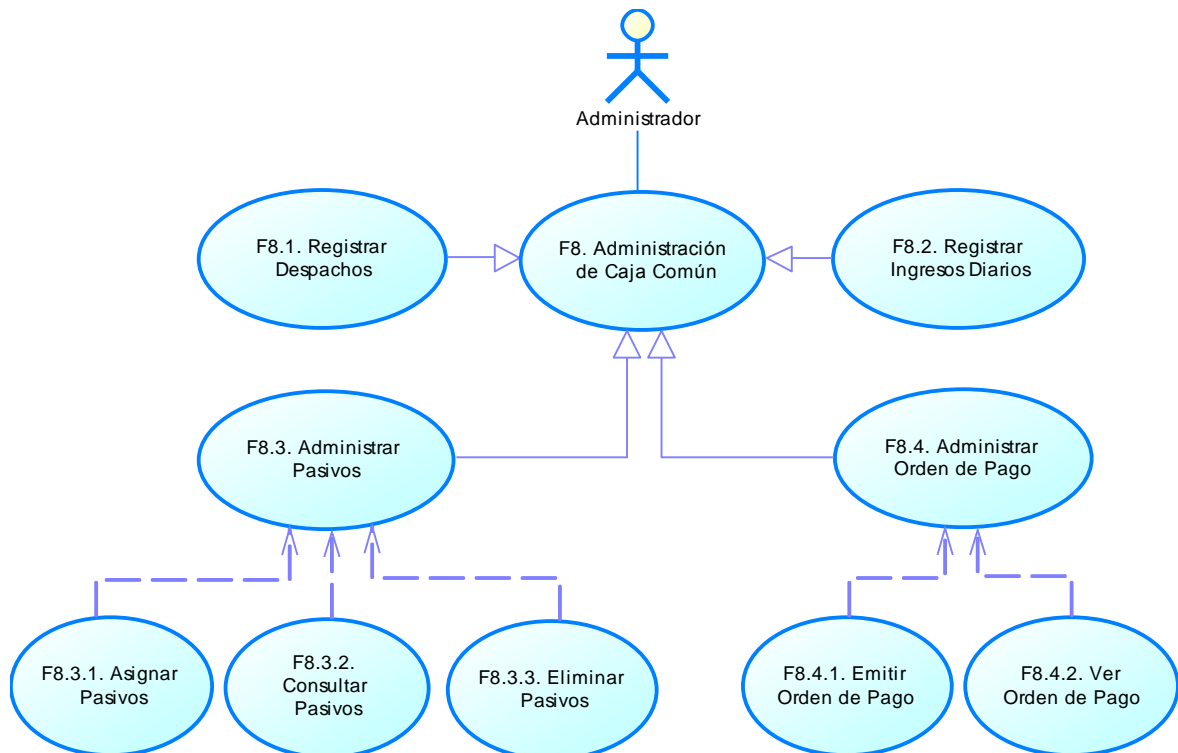 Administrador
F8.1. Registrar
Despachos
F8. Administración
de Caja Común
F8.2. Registrar
Ingresos Diarios
F8.3. Administrar
Pasivos
F8.4. Administrar
Orden de Pago
F8.3.1. Asignar
Pasivos
F8.3.2.
Consultar
Pasivos
F8.3.3. Eliminar
Pasivos
F8.4.1. Emitir
Orden de Pago
F8.4.2. Ver
Orden de Pago